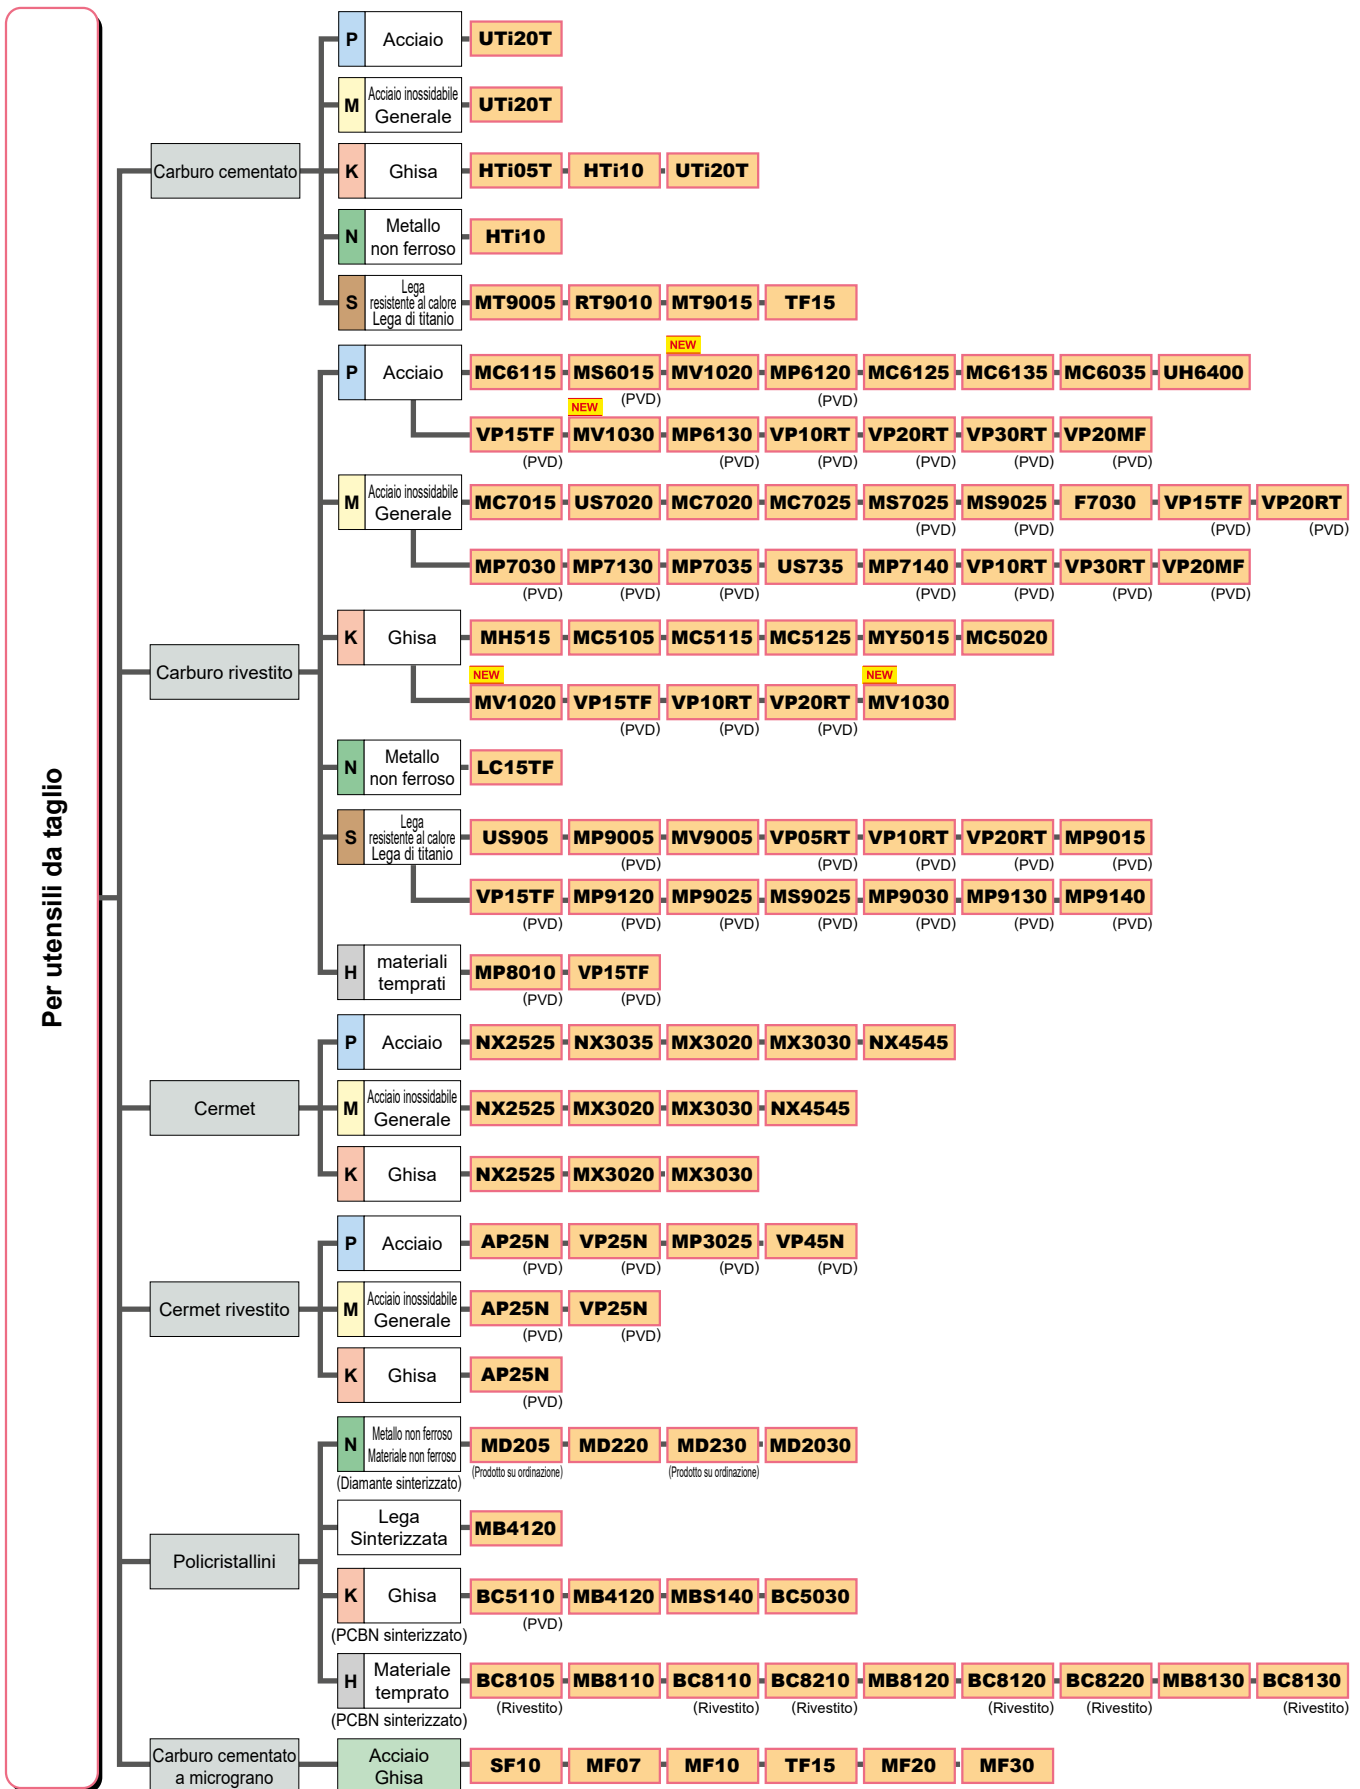 Per utensili da taglio
Carburo cementato
P Acciaio UTi20T
M Acciaio inossidabile
Generale UTi20T
K Ghisa HTi05T HTi10 UTi20T
N Metallo
non ferroso HTi10
S Lega
resistente al calore
Lega di titanio MT9005 RT9010 MT9015 TF15
Carburo rivestito
NEW
P Acciaio MC6115 MS6015 MV1020 MP6120 MC6125 MC6135 MC6035 UH6400
(PVD) (PVD)
NEW
VP15TF MV1030 MP6130 VP10RT VP20RT VP30RT VP20MF
(PVD) (PVD) (PVD) (PVD) (PVD) (PVD)
M Acciaio inossidabile
Generale MC7015 US7020 MC7020 MC7025 MS7025 MS9025 F7030 VP15TF VP20RT
(PVD) (PVD) (PVD) (PVD)
MP7030 MP7130 MP7035 US735 MP7140 VP10RT VP30RT VP20MF
(PVD) (PVD) (PVD) (PVD) (PVD) (PVD) (PVD)
K Ghisa MH515 MC5105 MC5115 MC5125 MY5015 MC5020
NEW NEW
MV1020 VP15TF VP10RT VP20RT MV1030
(PVD) (PVD) (PVD)
N Metallo
non ferroso LC15TF
S Lega
resistente al calore
Lega di titanio US905 MP9005 MV9005 VP05RT VP10RT VP20RT MP9015
(PVD) (PVD) (PVD) (PVD) (PVD)
VP15TF MP9120 MP9025 MS9025 MP9030 MP9130 MP9140
(PVD) (PVD) (PVD) (PVD) (PVD) (PVD) (PVD)
H materiali
temprati MP8010 VP15TF
(PVD) (PVD)
Cermet
P Acciaio NX2525 NX3035 MX3020 MX3030 NX4545
M Acciaio inossidabile
Generale NX2525 MX3020 MX3030 NX4545
K Ghisa NX2525 MX3020 MX3030
Cermet rivestito
P Acciaio AP25N VP25N MP3025 VP45N
(PVD) (PVD) (PVD) (PVD)
M Acciaio inossidabile
Generale AP25N VP25N
(PVD) (PVD)
K Ghisa AP25N
(PVD)
Policristallini
N Metallo non ferroso
Materiale non ferroso MD205 MD220 MD230 MD2030
(Diamante sinterizzato) (Prodotto su ordinazione) (Prodotto su ordinazione)
Lega
Sinterizzata MB4120
K Ghisa BC5110 MB4120 MBS140 BC5030
(PVD)
(PCBN sinterizzato)
H Materiale
temprato BC8105 MB8110 BC8110 BC8210 MB8120 BC8120 BC8220 MB8130 BC8130
(Rivestito) (Rivestito) (Rivestito) (Rivestito) (Rivestito) (Rivestito)
(PCBN sinterizzato)
Carburo cementato
a micrograno
Acciaio
Ghisa SF10 MF07 MF10 TF15 MF20 MF30